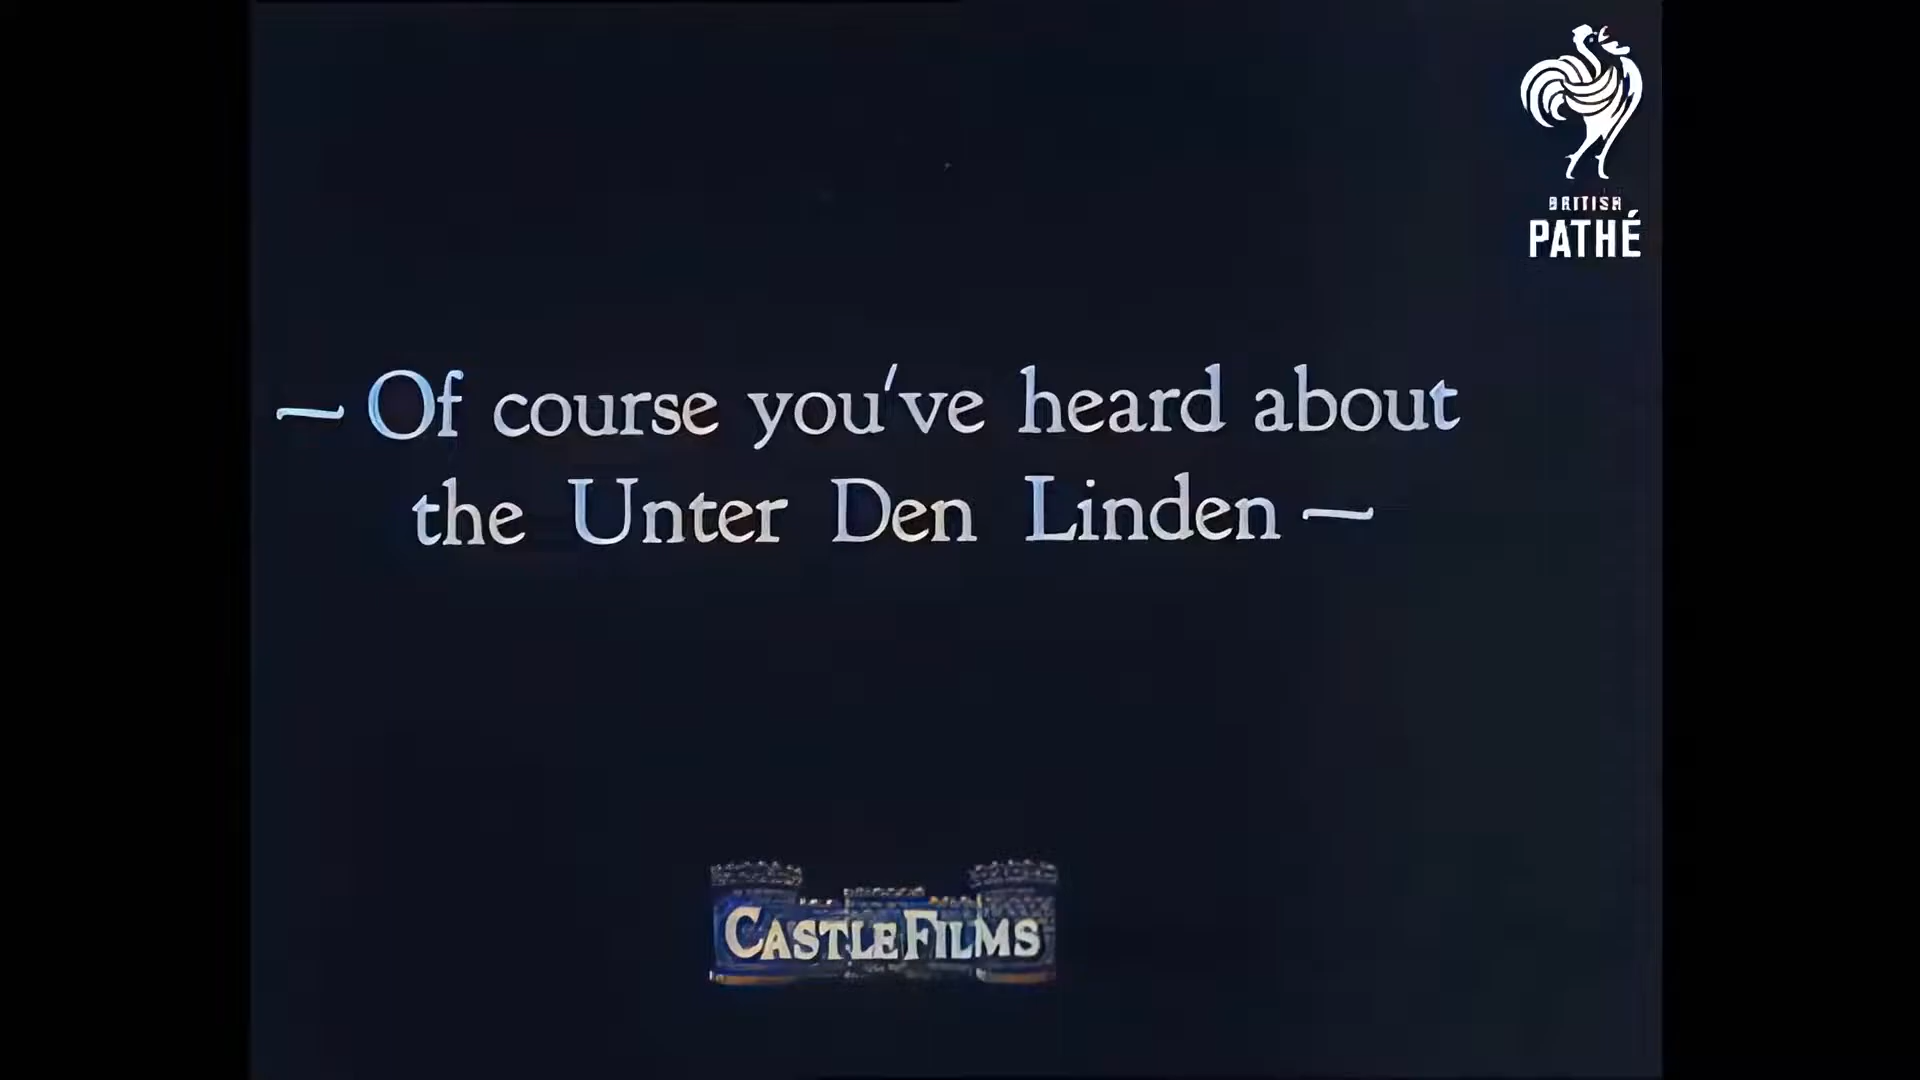 BRITISH
PATHÉ
~ Of course you've heard about
the Unter Den Linden ~
CASTLE FILMS